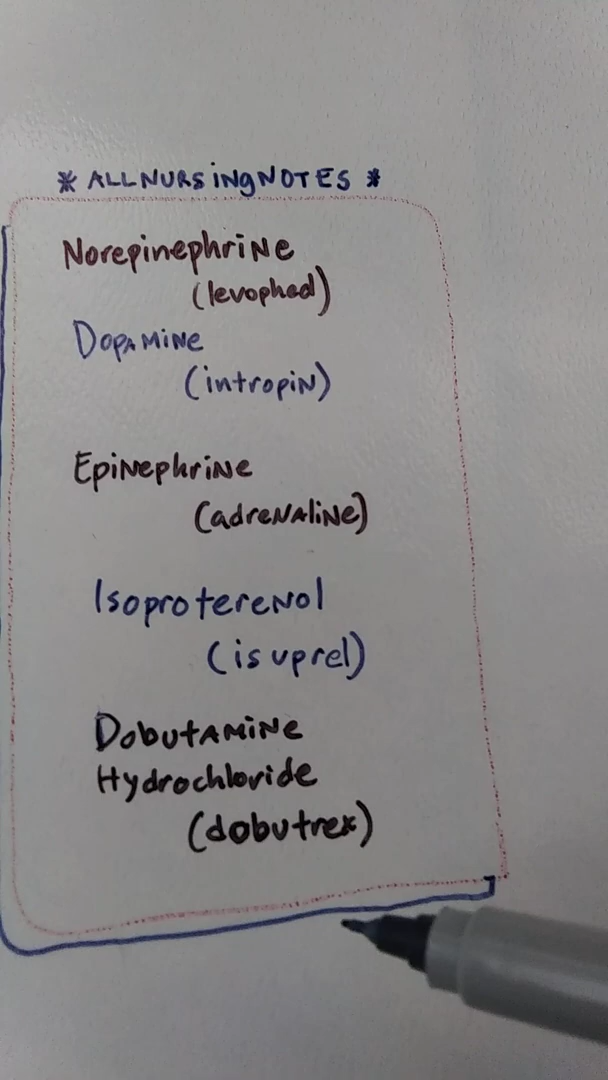 * ALLNURSiNgNOTES *
NorepinephriNe
(levophed)
DopAMiNe
(intropiN)
EpiNephriNe
(adreNAliNe)
IsoprotereNol
(isuprel)
DobutAMiNe
Hydrochloride
(dobutrex)